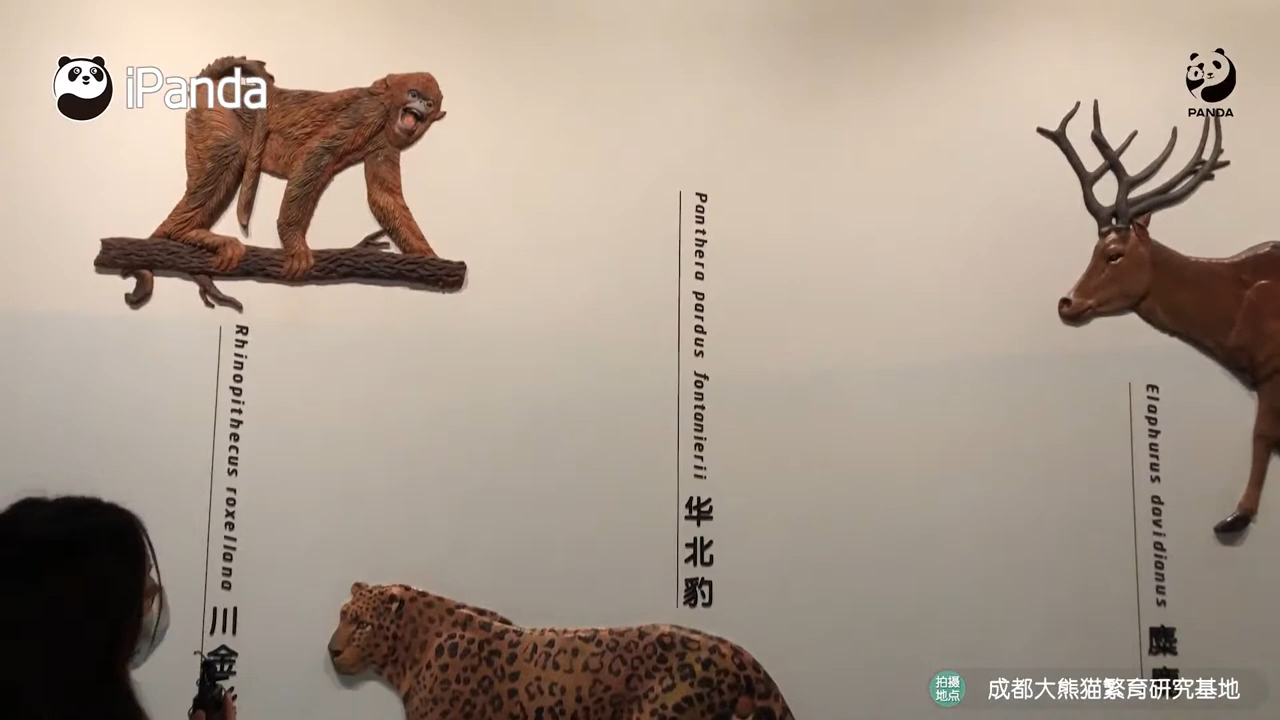 iPanda
PANDA
Rhinopithecus roxellana 川金
Panthera pardus fontanierii 华北豹
Elaphurus davidianus 麋
拍摄
地点
成都大熊猫繁育研究基地